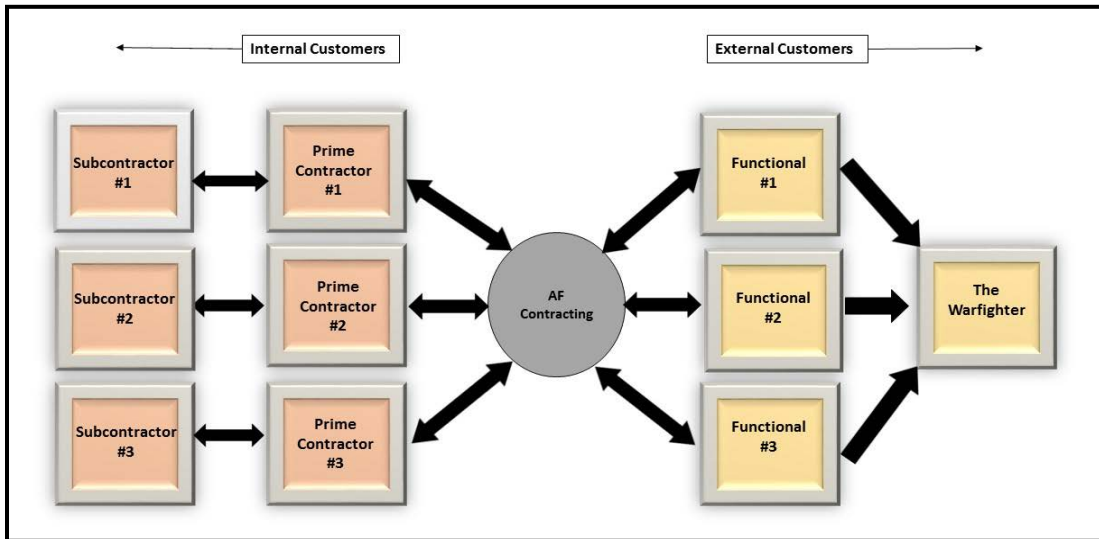 Internal Customers
External Customers
Subcontractor
#1
Prime
Contractor
#1
Functional
#1
Subcontractor
#2
Prime
Contractor
#2
AF
Contracting
Functional
#2
The
Warfighter
Subcontractor
#3
Prime
Contractor
#3
Functional
#3